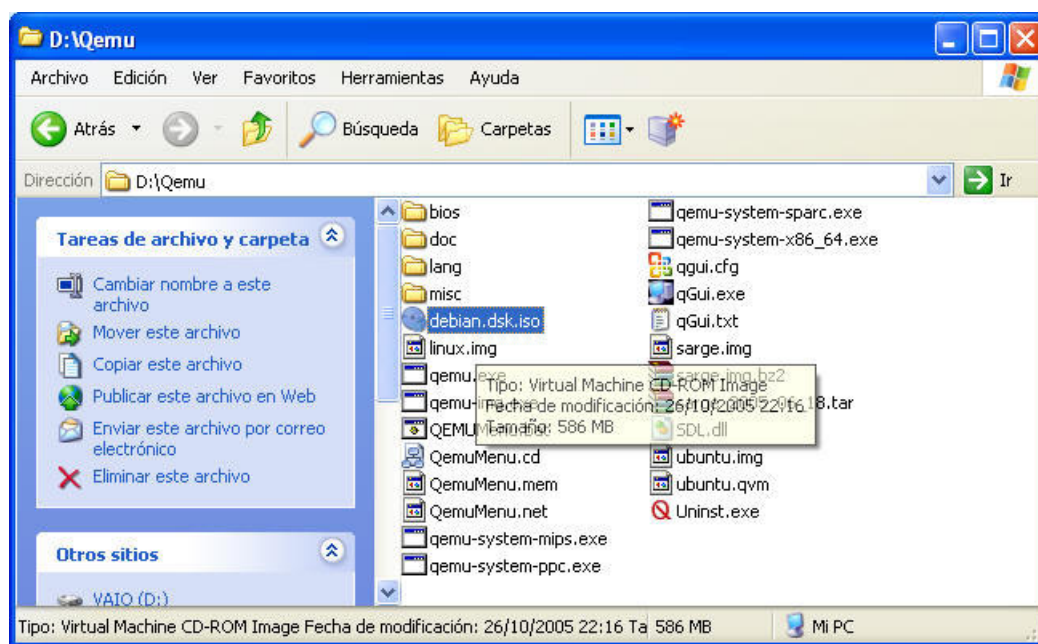 D:\Qemu
Archivo Edición Ver Favoritos Herramientas Ayuda
Atrás Búsqueda Carpetas
Dirección D:\Qemu Ir
Tareas de archivo y carpeta
Cambiar nombre a este
archivo
Mover este archivo
Copiar este archivo
Publicar este archivo en Web
Enviar este archivo por correo
electrónico
Eliminar este archivo
Otros sitios
VAIO (D:)
bios
doc
lang
misc
debian.dsk.iso
linux.img
qemu.exe
QemuMenu.cd
QemuMenu.mem
QemuMenu.net
qemu-system-mips.exe
qemu-system-ppc.exe
qemu-system-sparc.exe
qemu-system-x86_64.exe
qgui.cfg
qGui.exe
qGui.txt
sarge.img
sarge.img.bz2
SDL.dll
ubuntu.img
ubuntu.qvm
Uninst.exe
Tipo: Virtual Machine CD-ROM Image
Fecha de modificación: 26/10/2005 22:16
Tamaño: 586 MB
Tipo: Virtual Machine CD-ROM Image Fecha de modificación: 26/10/2005 22:16 Ta 586 MB Mi PC